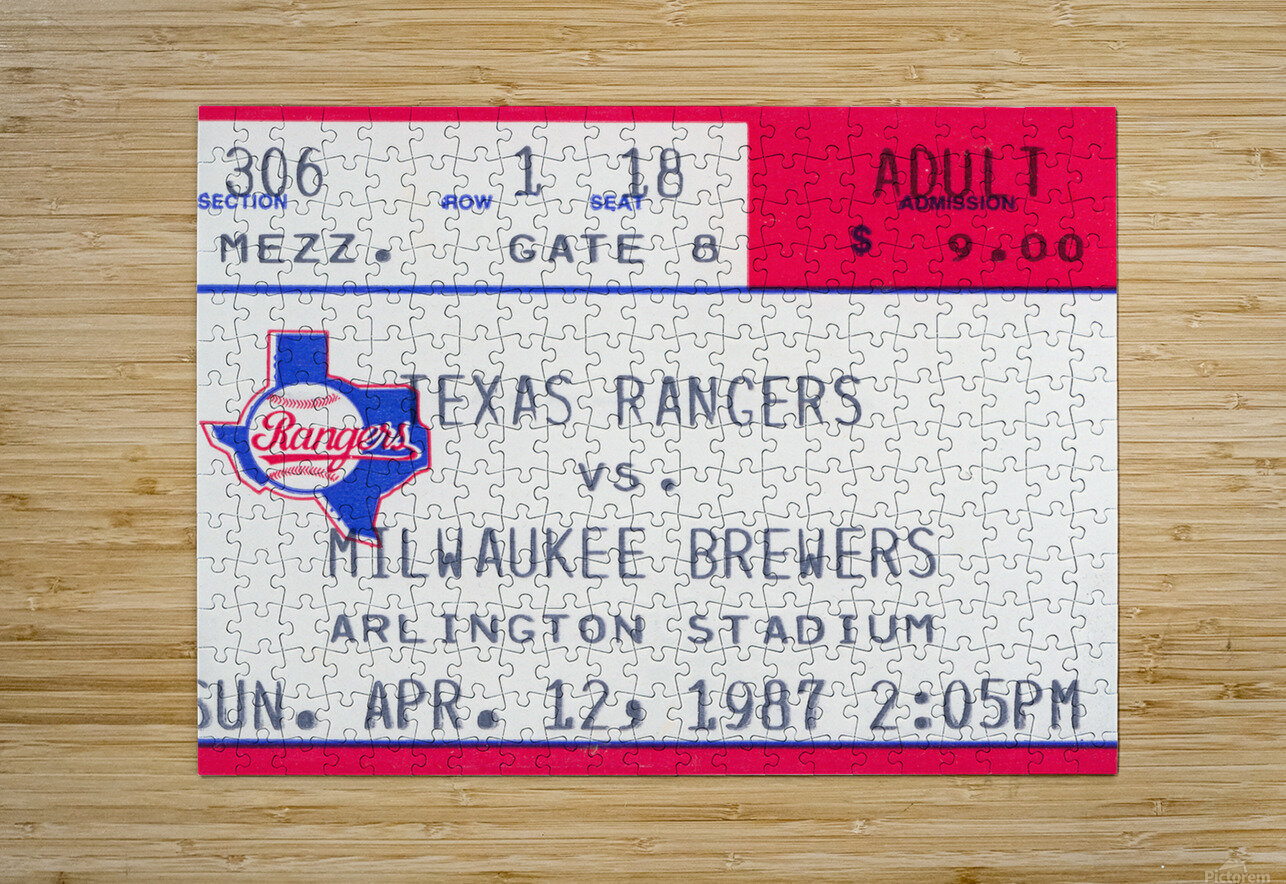 306 1 18 ADULT
SECTION ROW SEAT ADMISSION
MEZZ. GATE 8 $ 9.00
Rangers
TEXAS RANGERS
vs.
MILWAUKEE BREWERS
ARLINGTON STADIUM
SUN. APR. 12, 1987 2:05PM
Pictorem